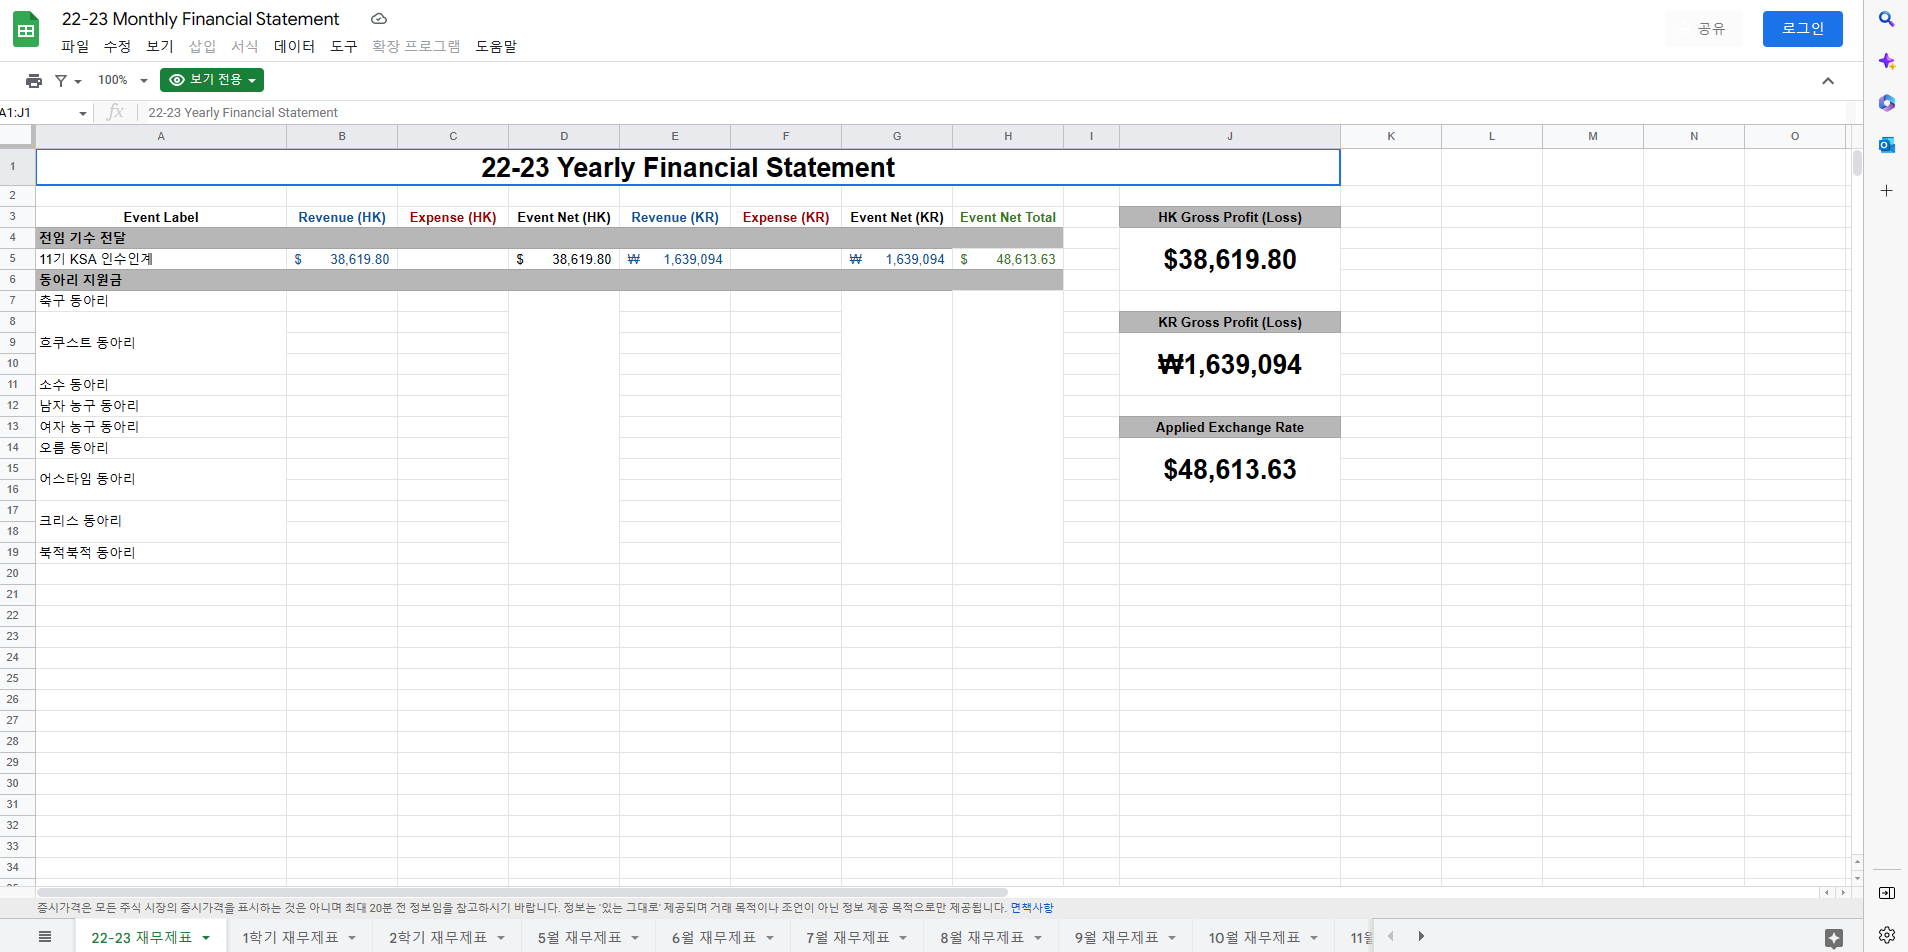 22-23 Monthly Financial Statement
파일 수정 보기 삽입 서식 데이터 도구 확장 프로그램 도움말
공유
로그인
100%
보기 전용
A1:J1
fx
22-23 Yearly Financial Statement
A B C D E F G H I J K L M N O
1 22-23 Yearly Financial Statement
2
3 Event Label Revenue (HK) Expense (HK) Event Net (HK) Revenue (KR) Expense (KR) Event Net (KR) Event Net Total HK Gross Profit (Loss)
4 전임 기수 전달
5 11기 KSA 인수인계 $ 38,619.80 $ 38,619.80 ₩ 1,639,094 ₩ 1,639,094 $ 48,613.63 $38,619.80
6 동아리 지원금
7 축구 동아리
8 KR Gross Profit (Loss)
9 흐쿠스트 동아리
10 ₩1,639,094
11 소수 동아리
12 남자 농구 동아리
13 여자 농구 동아리 Applied Exchange Rate
14 오름 동아리
15 $48,613.63
어스타임 동아리
16
17
크리스 동아리
18
19 북적북적 동아리
20
21
22
23
24
25
26
27
28
29
30
31
32
33
34
증시가격은 모든 주식 시장의 증시가격을 표시하는 것은 아니며 최대 20분 전 정보임을 참고하시기 바랍니다. 정보는 '있는 그대로' 제공되며 거래 목적이나 조언이 아닌 정보 제공 목적으로만 제공됩니다. 면책사항
22-23 재무제표 1학기 재무제표 2학기 재무제표 5월 재무제표 6월 재무제표 7월 재무제표 8월 재무제표 9월 재무제표 10월 재무제표 11월